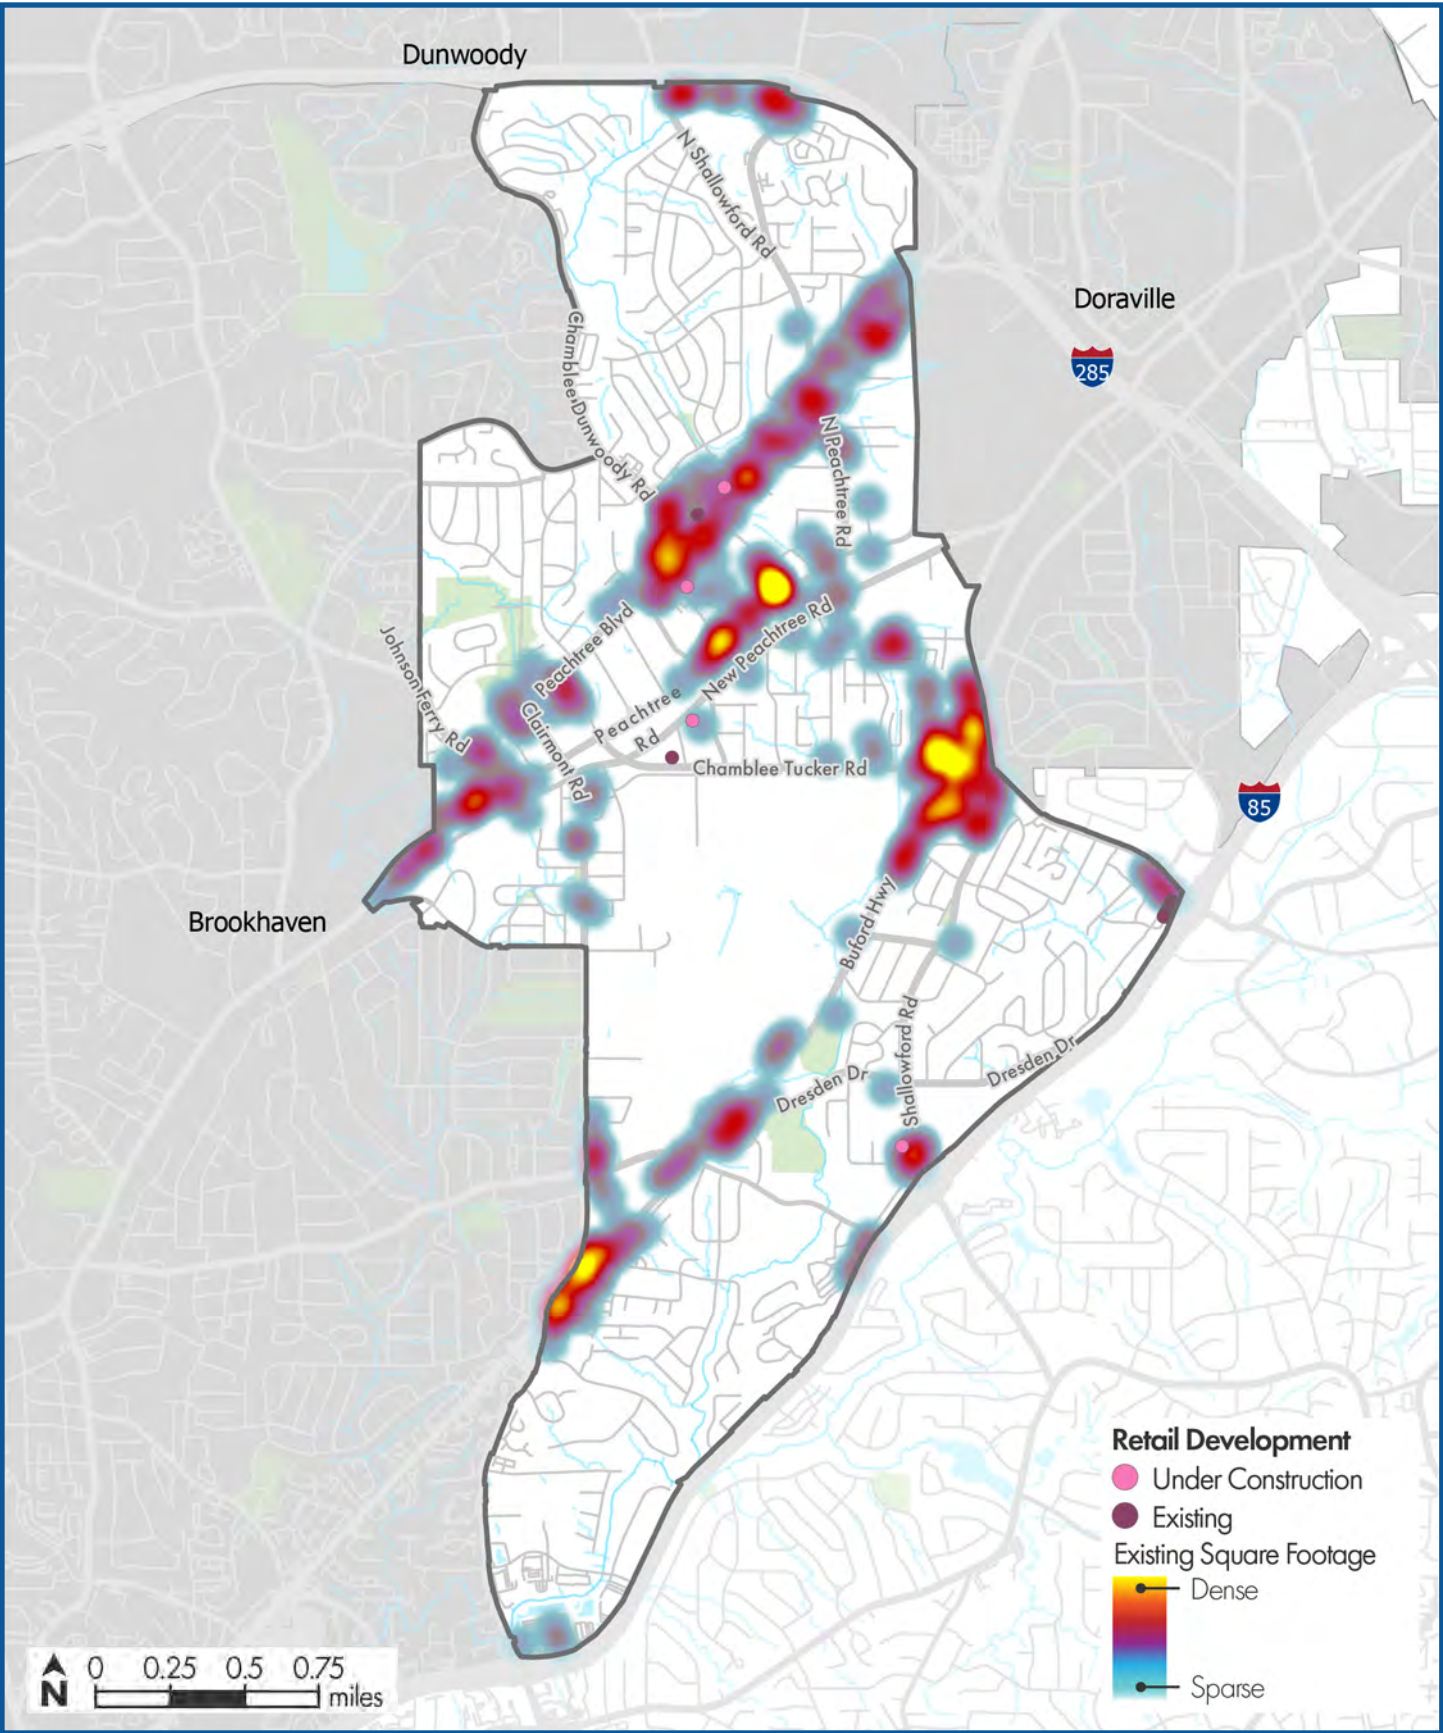 Dunwoody
N Shallowford Rd
Doraville
285
Chamblee Dunwoody Rd
N Peachtree Rd
Peachtree Blvd
New Peachtree Rd
Johnson Ferry Rd
Clairmont Rd
Peachtree
Rd
Chamblee Tucker Rd
85
Brookhaven
Buford Hwy
Shallowford Rd
Dresden Dr
Dresden Dr
Retail Development
Under Construction
Existing
Existing Square Footage
Dense
Sparse
N
0 0.25 0.5 0.75
miles